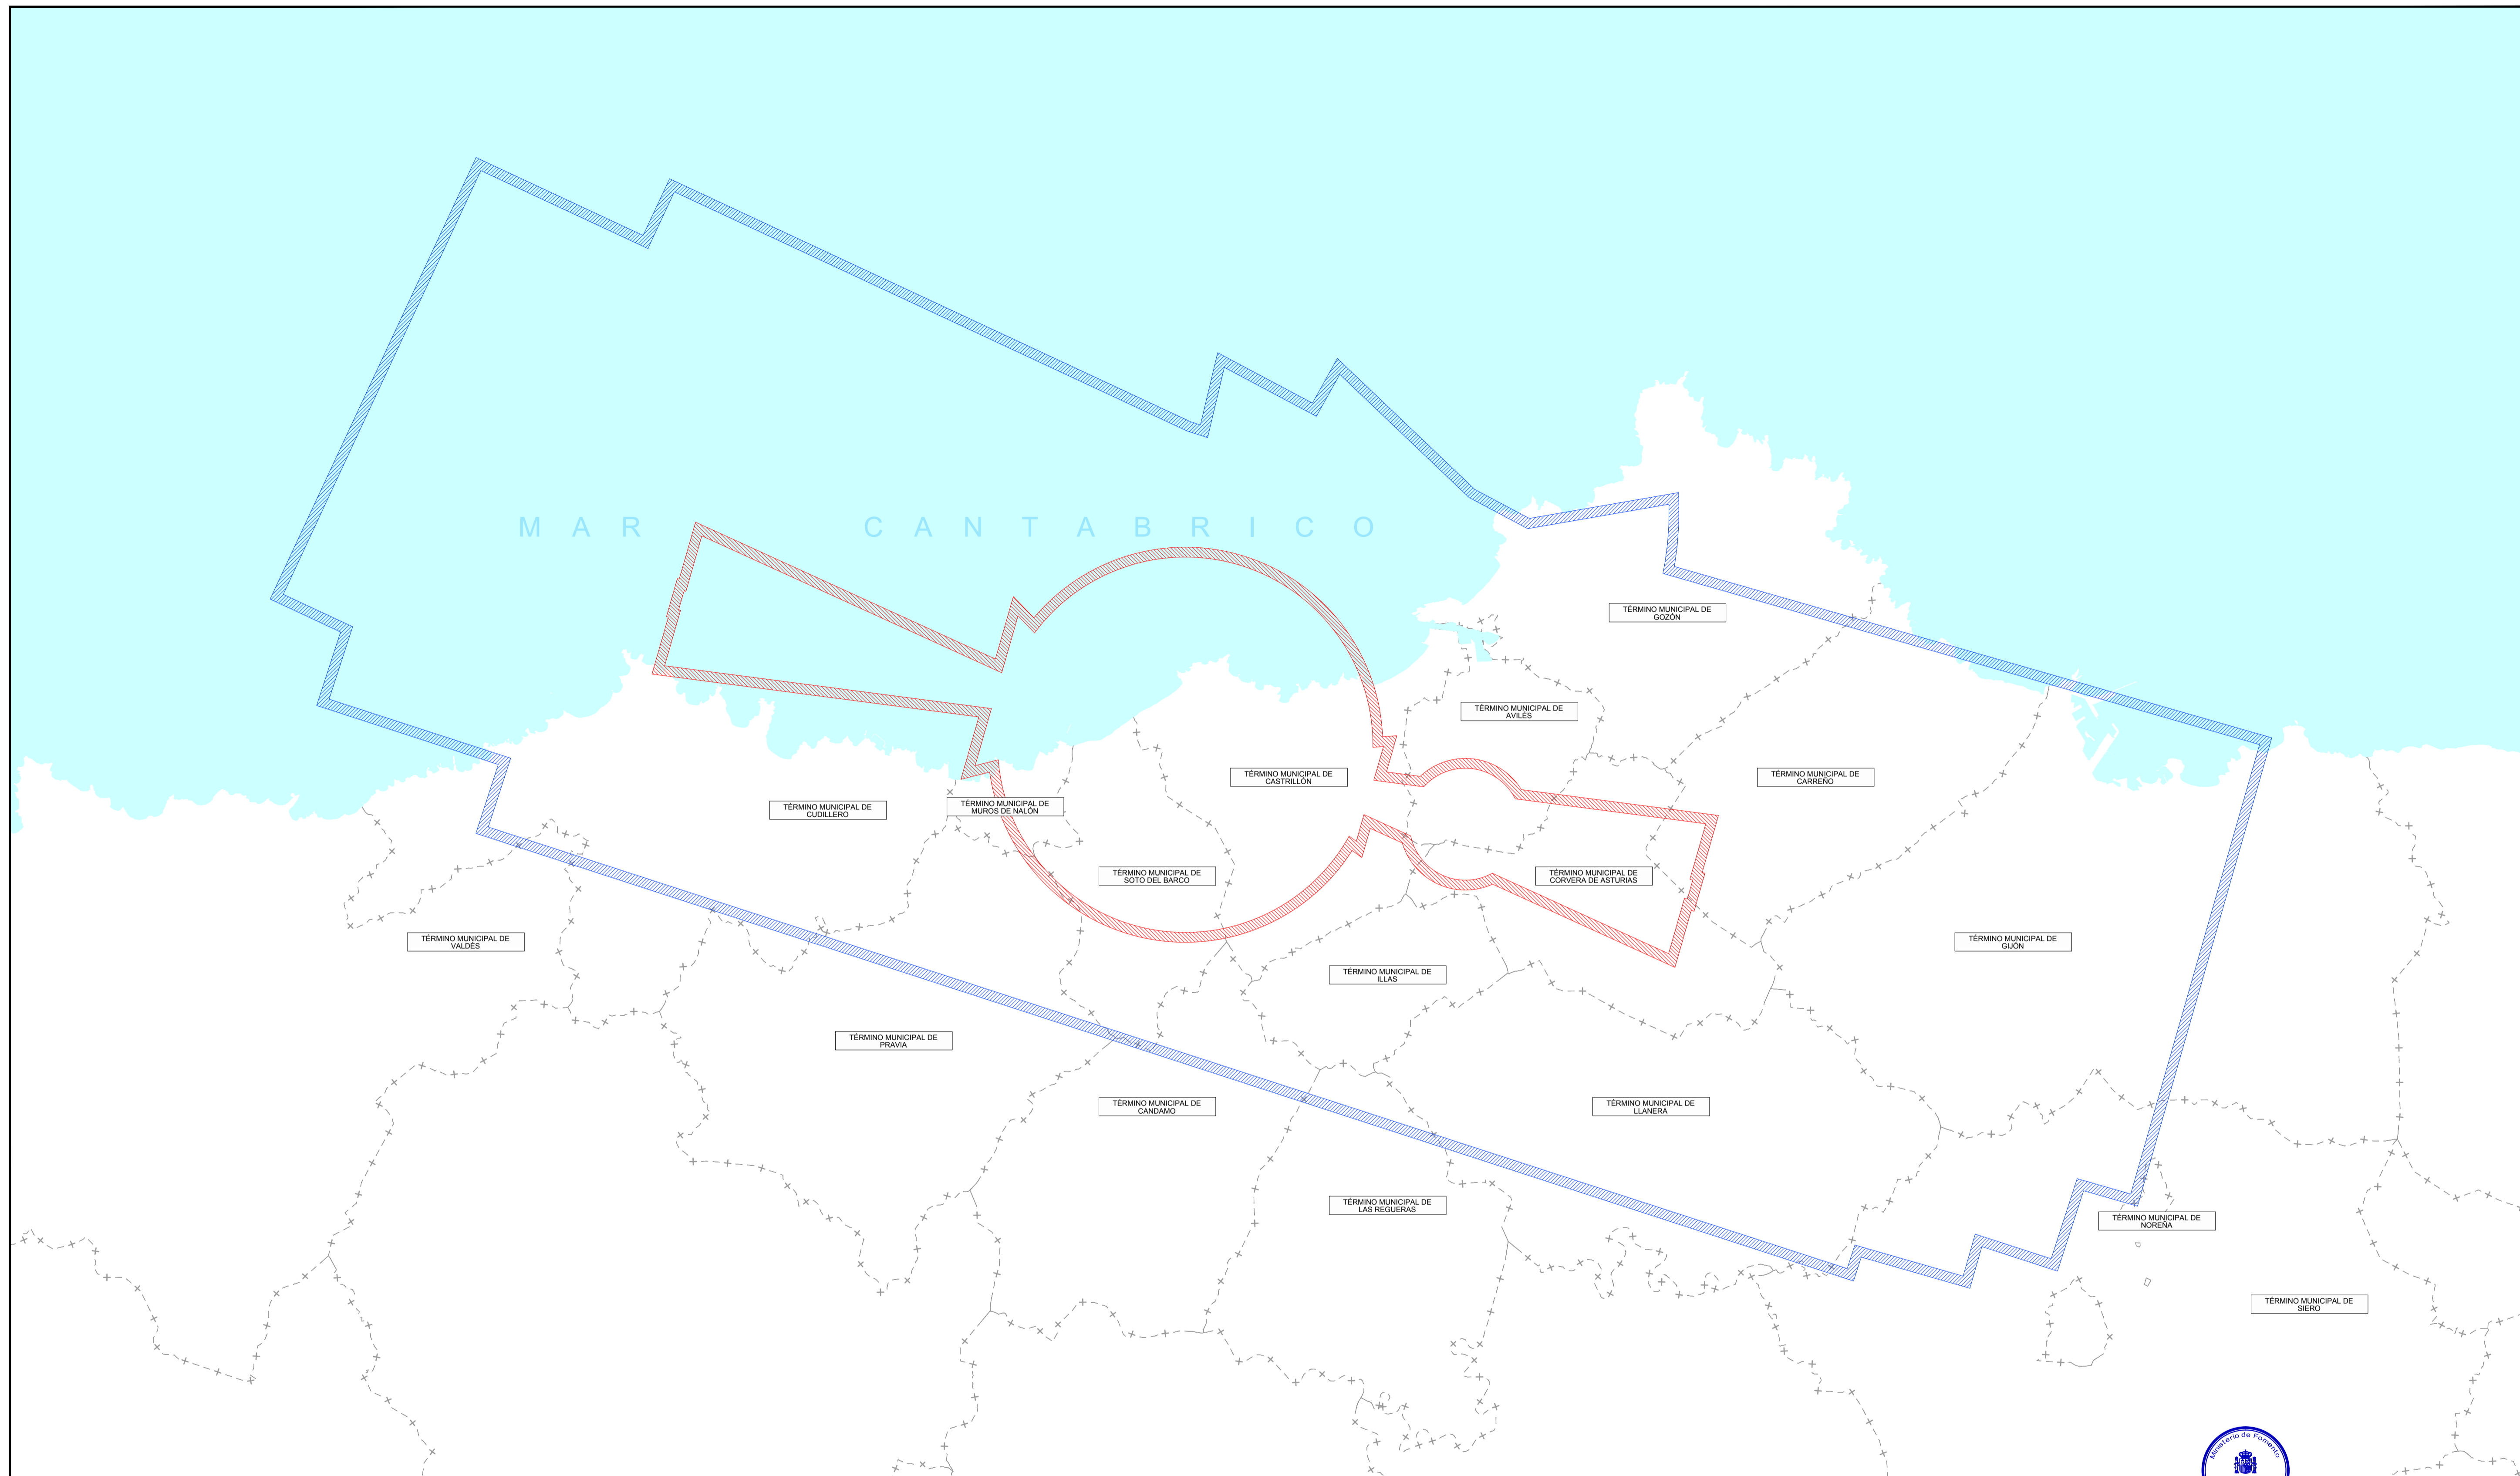 MAR CANTABRICO
TÉRMINO MUNICIPAL DE
GOZÓN
TÉRMINO MUNICIPAL DE
AVILÉS
TÉRMINO MUNICIPAL DE
CASTRILLÓN
TÉRMINO MUNICIPAL DE
CARREÑO
TÉRMINO MUNICIPAL DE
CUDILLERO
TÉRMINO MUNICIPAL DE
MUROS DE NALÓN
TÉRMINO MUNICIPAL DE
SOTO DEL BARCO
TÉRMINO MUNICIPAL DE
CORVERA DE ASTURIAS
TÉRMINO MUNICIPAL DE
VALDÉS
TÉRMINO MUNICIPAL DE
GIJÓN
TÉRMINO MUNICIPAL DE
ILLAS
TÉRMINO MUNICIPAL DE
PRAVIA
TÉRMINO MUNICIPAL DE
CANDAMO
TÉRMINO MUNICIPAL DE
LLANERA
TÉRMINO MUNICIPAL DE
LAS REGUERAS
TÉRMINO MUNICIPAL DE
NOREÑA
TÉRMINO MUNICIPAL DE
SIERO
Ministerio de Fomento